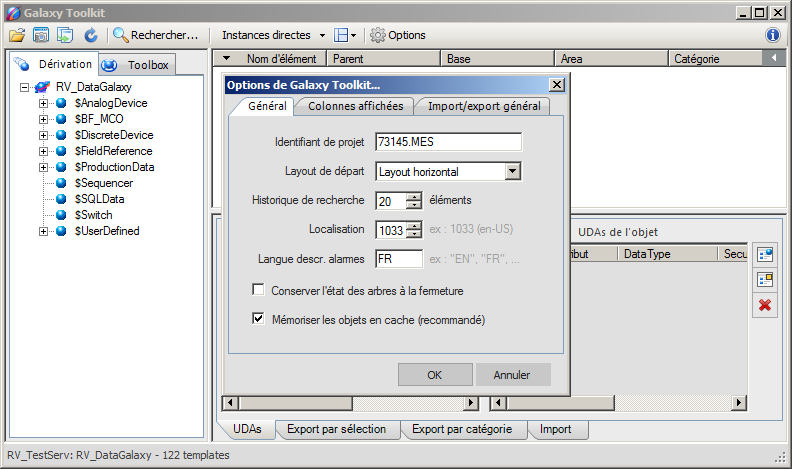 Galaxy Toolkit
Rechercher... Instances directes Options
Dérivation Toolbox
Nom d'élément Parent Base Area Catégorie
RV_DataGalaxy
$AnalogDevice
$BF_MCO
$DiscreteDevice
$FieldReference
$ProductionData
$Sequencer
$SQLData
$Switch
$UserDefined
Options de Galaxy Toolkit...
Général Colonnes affichées Import/export général
Identifiant de projet 73145.MES
Layout de départ Layout horizontal
Historique de recherche 20 éléments
Localisation 1033 ex : 1033 (en-US)
Langue descr. alarmes FR ex : "EN", "FR", ...
Conserver l'état des arbres à la fermeture
Mémoriser les objets en cache (recommandé)
OK Annuler
UDAs de l'objet
ibut DataType Secu
UDAs Export par sélection Export par catégorie Import
RV_TestServ: RV_DataGalaxy - 122 templates